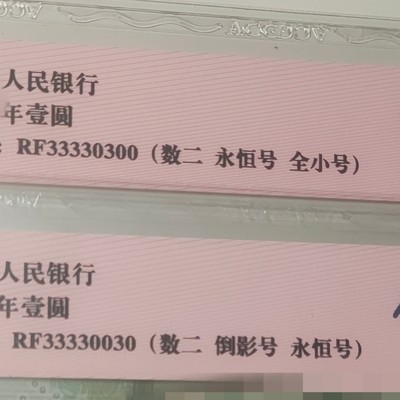 人民银行
年壹圆
: RF33330300 (数二 永恒号 全小号)
人民银行
年壹圆
RF33330030 (数二 倒影号 永恒号)